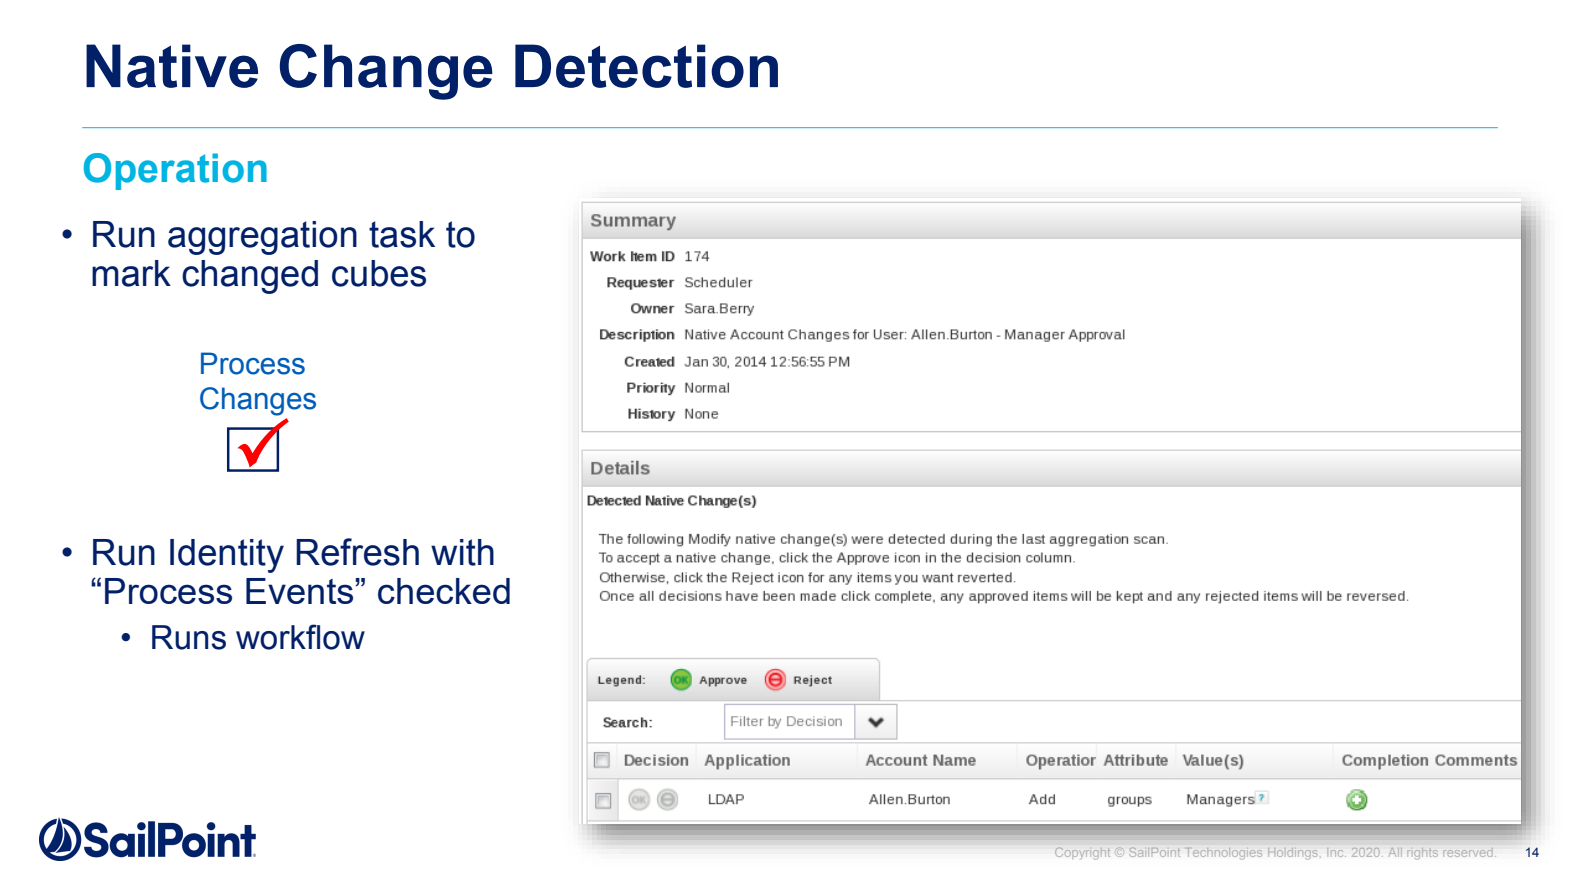 Native Change Detection
Operation
• Run aggregation task to
mark changed cubes
Process
Changes
• Run Identity Refresh with
“Process Events” checked
• Runs workflow
Summary
Work Item ID 174
Requester Scheduler
Owner Sara.Berry
Description Native Account Changes for User: Allen.Burton - Manager Approval
Created Jan 30, 2014 12:56:55 PM
Priority Normal
History None
Details
Detected Native Change(s)
The following Modify native change(s) were detected during the last aggregation scan.
To accept a native change, click the Approve icon in the decision column.
Otherwise, click the Reject icon for any items you want reverted.
Once all decisions have been made click complete, any approved items will be kept and any rejected items will be reversed.
Legend: OK Approve Reject
Search: Filter by Decision
Decision Application Account Name Operation Attribute Value(s) Completion Comments
OK LDAP Allen.Burton Add groups Managers ?
SailPoint
Copyright © SailPoint Technologies Holdings, Inc. 2020. All rights reserved. 14